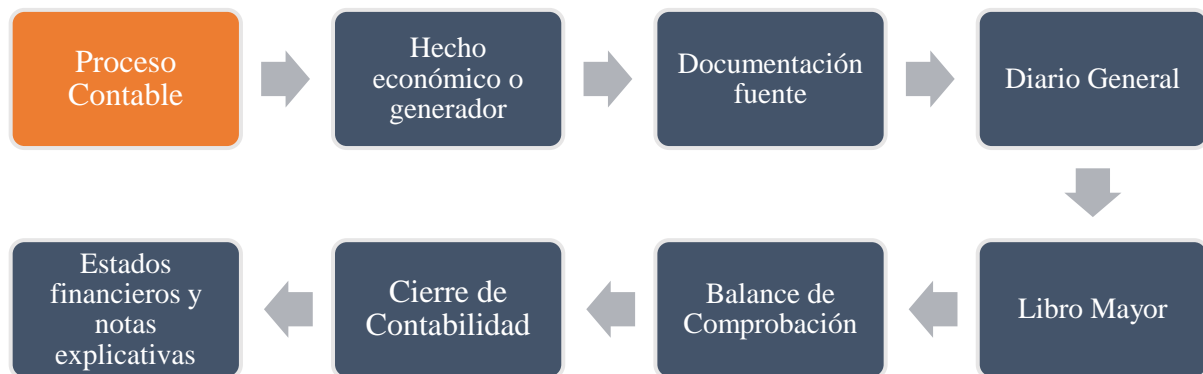 Proceso
Contable
Hecho
económico o
generador
Documentación
fuente
Diario General
Libro Mayor
Balance de
Comprobación
Cierre de
Contabilidad
Estados
financieros y
notas
explicativas